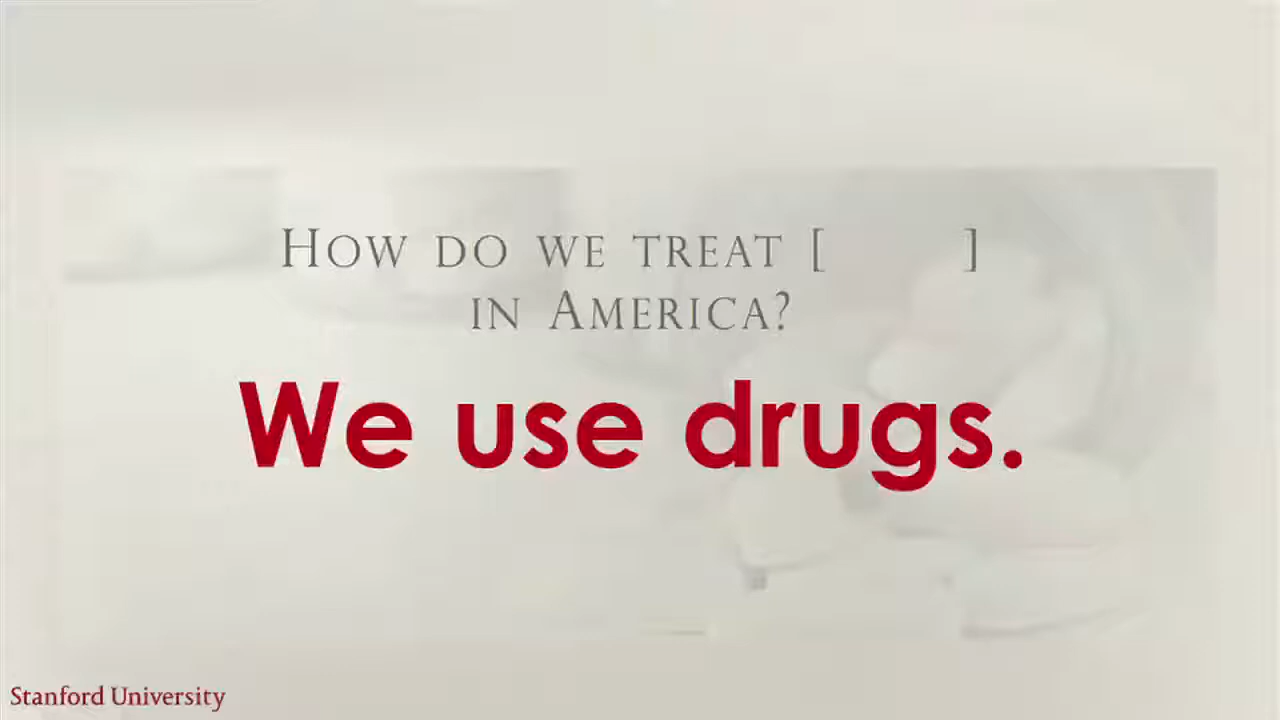 How do we treat [ ]
in America?
We use drugs.
Stanford University